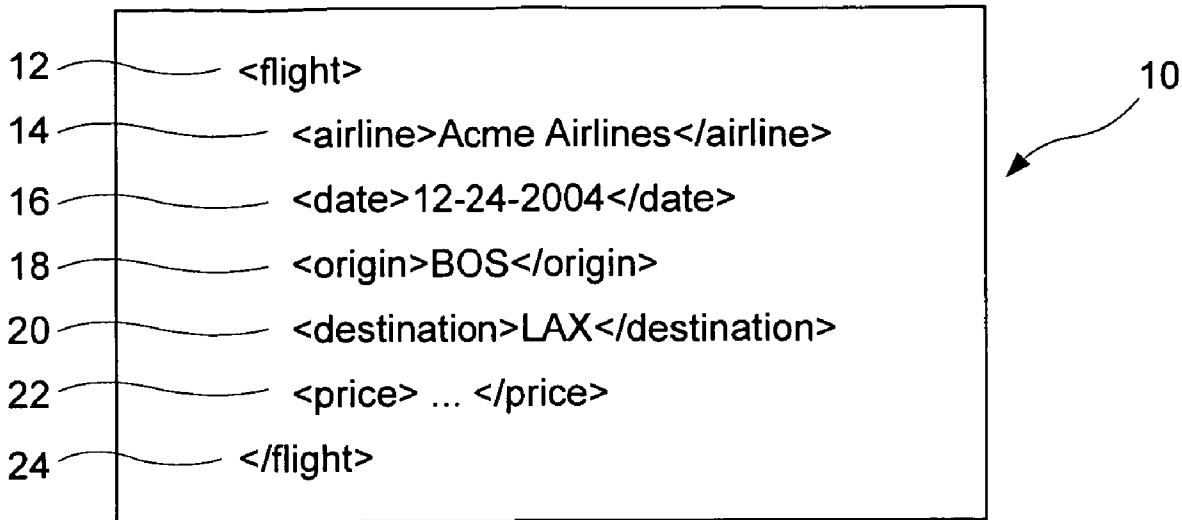 12 <flight>
10
14 <airline>Acme Airlines</airline>
16 <date>12-24-2004</date>
18 <origin>BOS</origin>
20 <destination>LAX</destination>
22 <price> ... </price>
24 </flight>